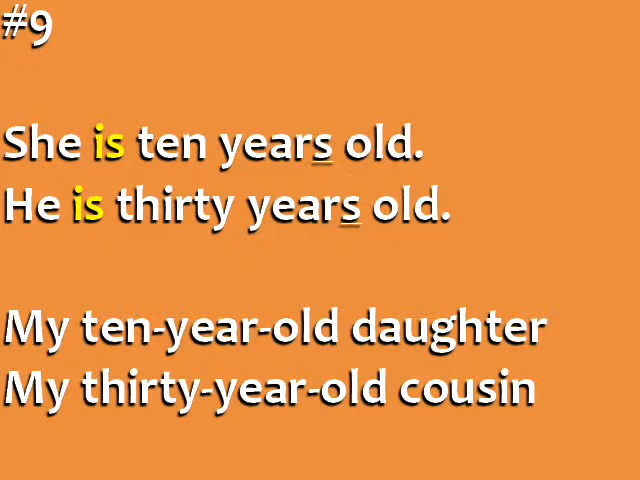 #9
She is ten years old.
He is thirty years old.
My ten-year-old daughter
My thirty-year-old cousin